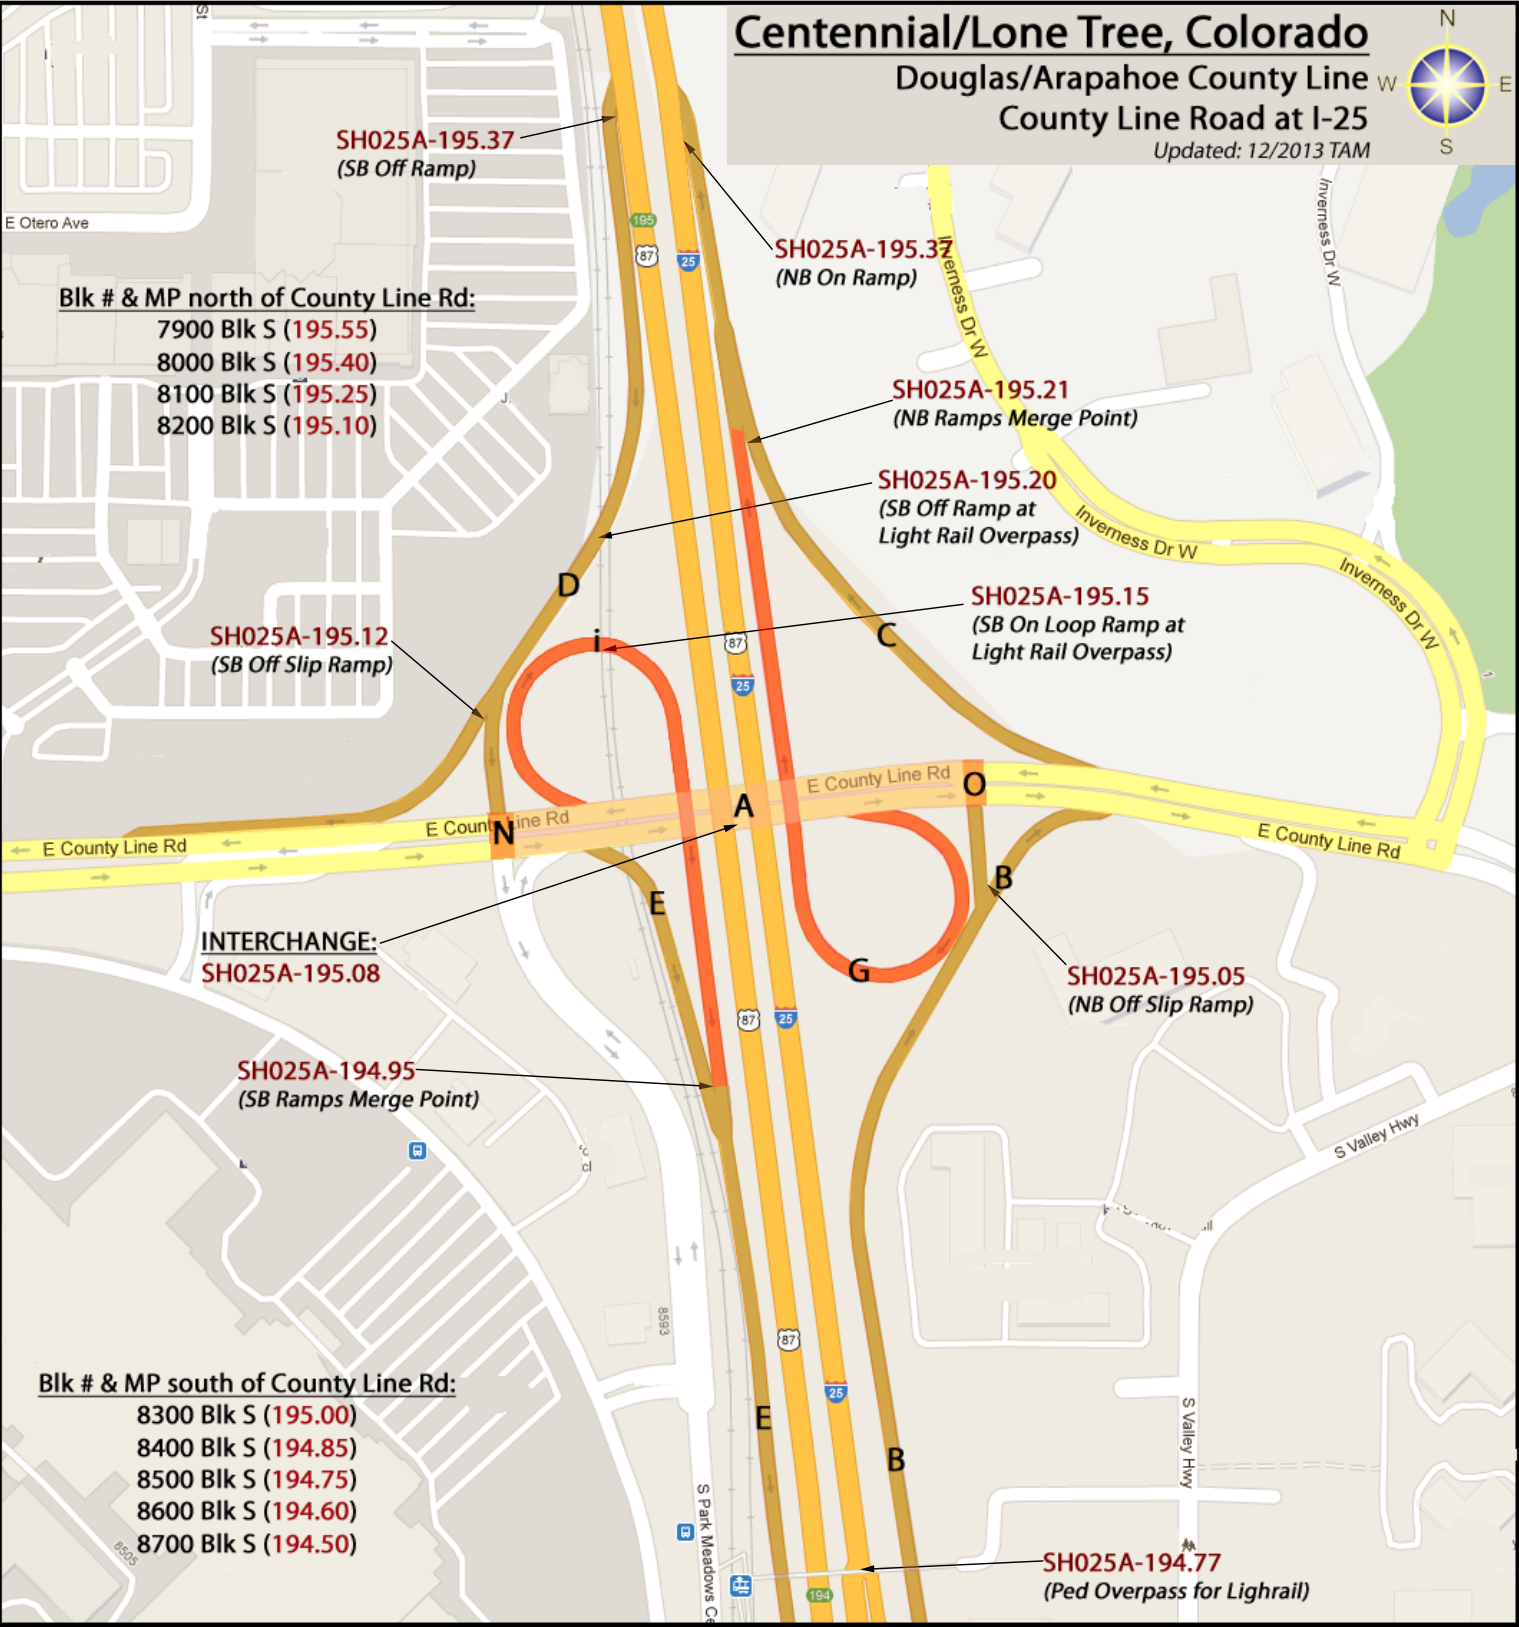 Centennial/Lone Tree, Colorado
Douglas/Arapahoe County Line
County Line Road at I-25
Updated: 12/2013 TAM
N
W
E
S
St
E Otero Ave
SH025A-195.37
(SB Off Ramp)
195
87
25
SH025A-195.37
(NB On Ramp)
Inverness Dr W
Inverness Dr W
Blk # & MP north of County Line Rd:
7900 Blk S (195.55)
8000 Blk S (195.40)
8100 Blk S (195.25)
8200 Blk S (195.10)
SH025A-195.21
(NB Ramps Merge Point)
SH025A-195.20
(SB Off Ramp at
Light Rail Overpass)
Inverness Dr W
Inverness Dr W
D
SH025A-195.15
(SB On Loop Ramp at
Light Rail Overpass)
SH025A-195.12
(SB Off Slip Ramp)
i
C
87
25
E County Line Rd
O
A
N
E County Line Rd
E County Line Rd
E County Line Rd
B
E
INTERCHANGE:
SH025A-195.08
G
SH025A-195.05
(NB Off Slip Ramp)
87
25
SH025A-194.95
(SB Ramps Merge Point)
S Valley Hwy
8593
87
25
Blk # & MP south of County Line Rd:
8300 Blk S (195.00)
8400 Blk S (194.85)
8500 Blk S (194.75)
8600 Blk S (194.60)
8700 Blk S (194.50)
E
B
S Valley Hwy
S Park Meadows Ce
8505
SH025A-194.77
(Ped Overpass for Lighrail)
194